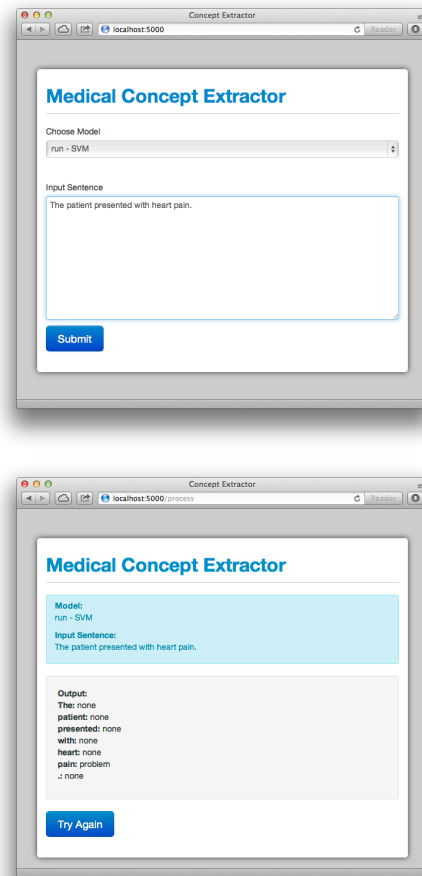 Concept Extractor
localhost:5000
Reader
Medical Concept Extractor
Choose Model
run - SVM
Input Sentence
The patient presented with heart pain.
Submit
Concept Extractor
localhost:5000/process
Reader
Medical Concept Extractor
Model:
run - SVM
Input Sentence:
The patient presented with heart pain.
Output:
The: none
patient: none
presented: none
with: none
heart: none
pain: problem
.: none
Try Again